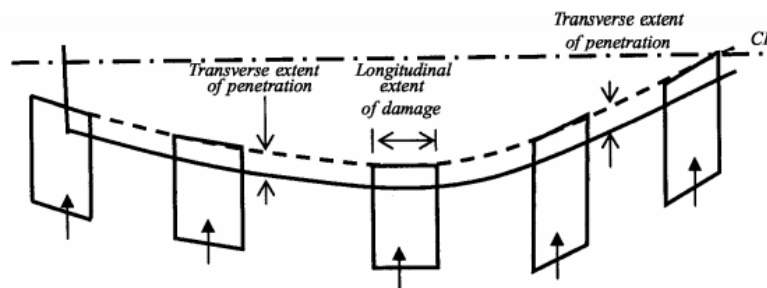 Transverse extent
of penetration
Transverse extent
of penetration
Longitudinal
extent
of damage